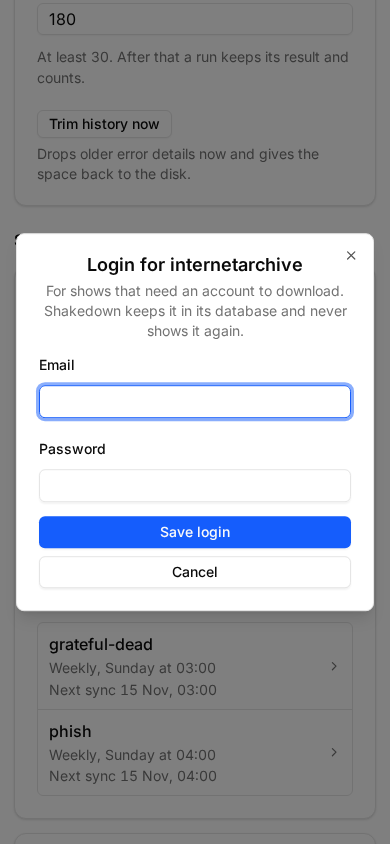 180
At least 30. After that a run keeps its result and
counts.
Trim history now
Drops older error details now and gives the
space back to the disk.
Login for internetarchive
For shows that need an account to download.
Shakedown keeps it in its database and never
shows it again.
Email
Password
Save login
Cancel
grateful-dead
Weekly, Sunday at 03:00
Next sync 15 Nov, 03:00
phish
Weekly, Sunday at 04:00
Next sync 15 Nov, 04:00